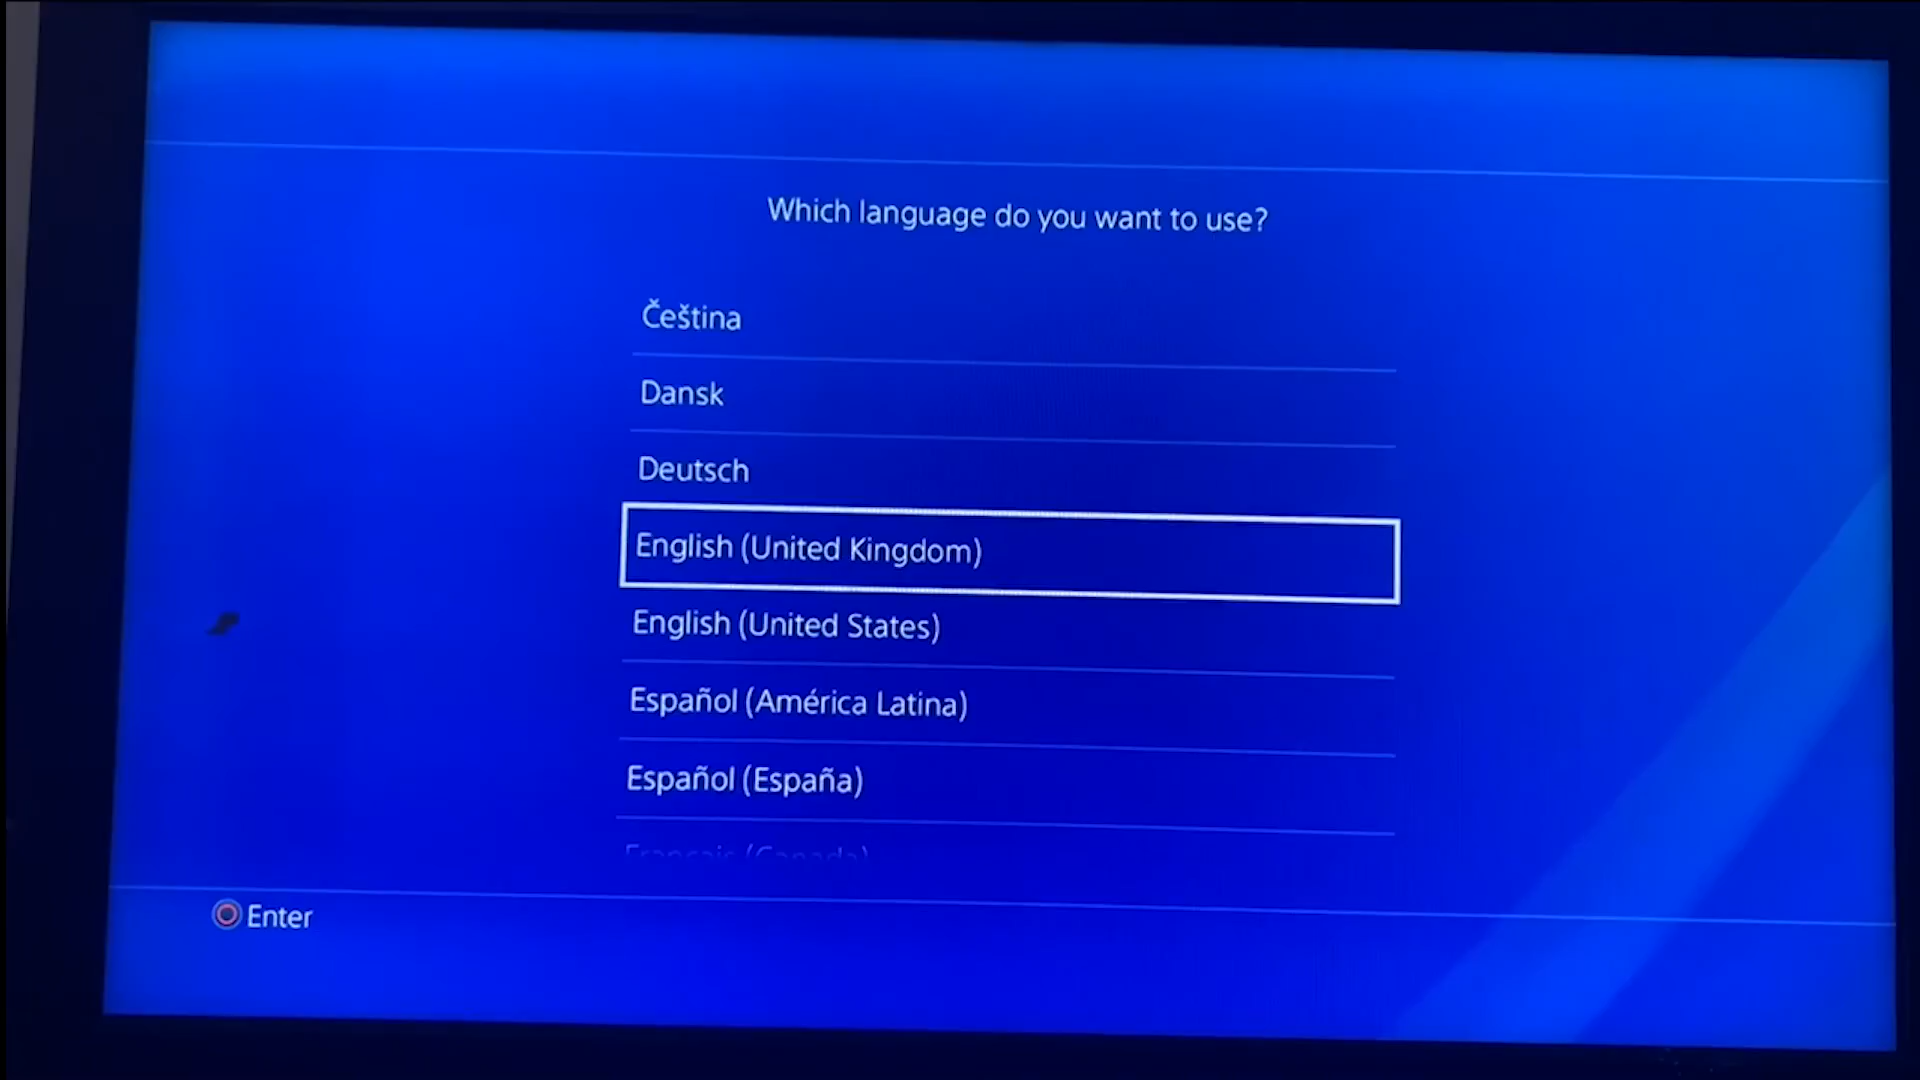 Which language do you want to use?
Čeština
Dansk
Deutsch
English (United Kingdom)
English (United States)
Español (América Latina)
Español (España)
Enter